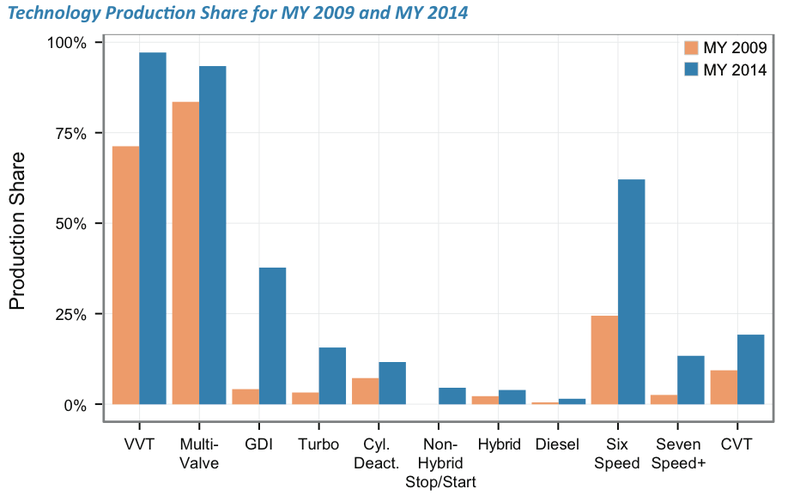 Technology Production Share for MY 2009 and MY 2014
100%
75%
50%
25%
0%
Production Share
MY 2009
MY 2014
VVT
Multi-
Valve
GDI
Turbo
Cyl.
Deact.
Non-
Hybrid
Stop/Start
Hybrid
Diesel
Six
Speed
Seven
Speed+
CVT